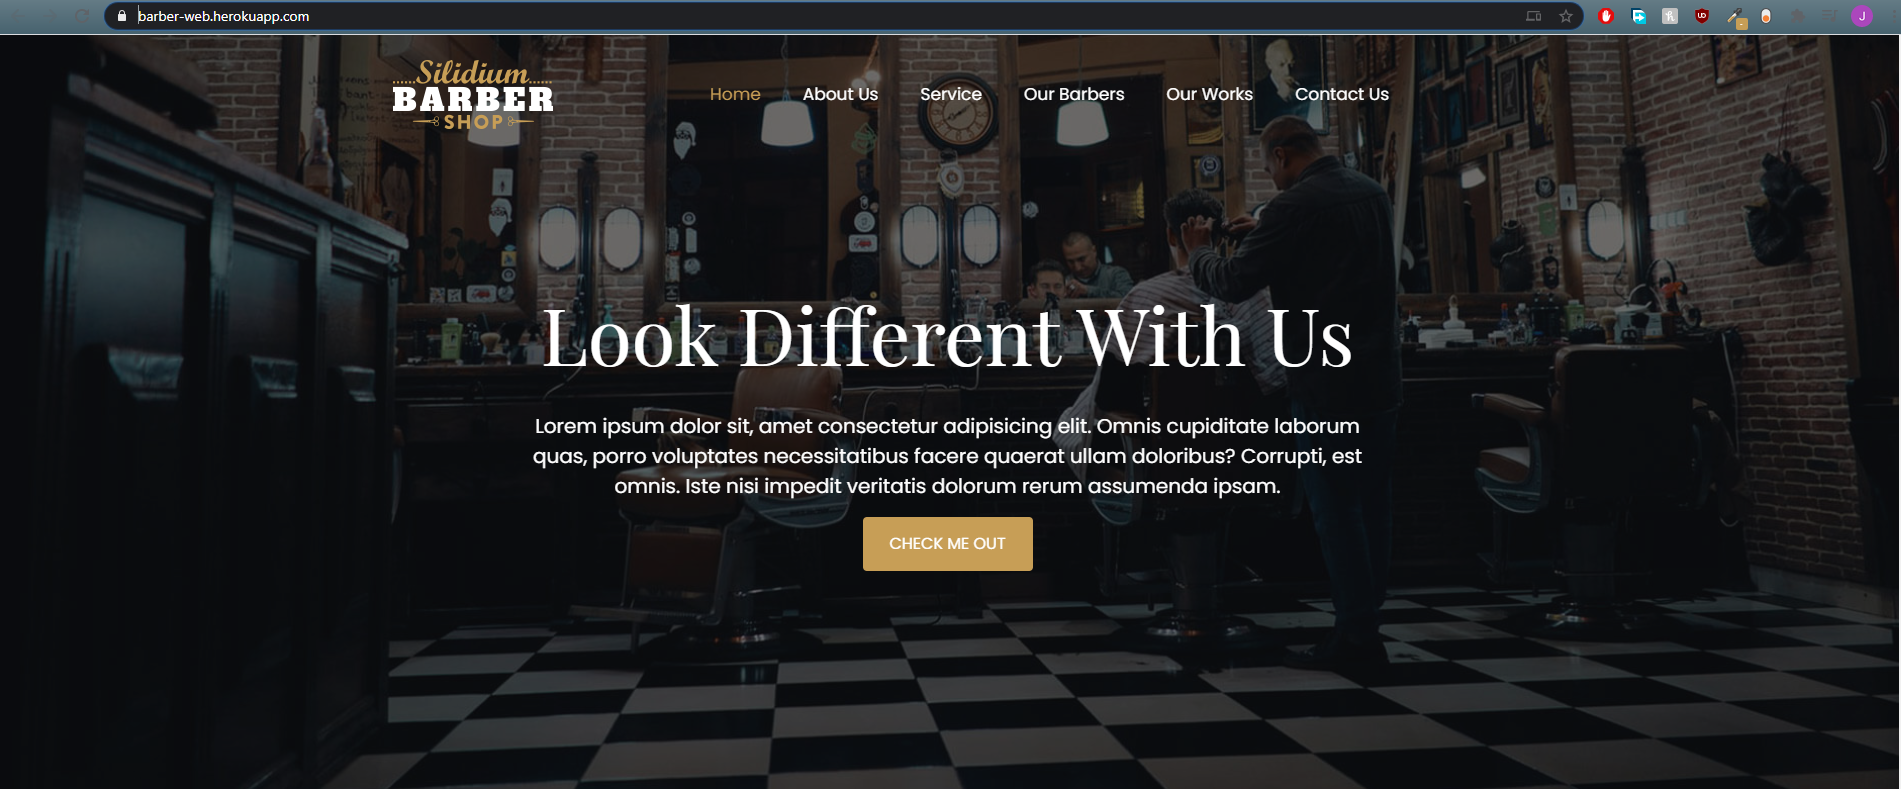 barber-web.herokuapp.com
J
Silidium
BARBER
SHOP
Home About Us Service Our Barbers Our Works Contact Us
Look Different With Us
Lorem ipsum dolor sit, amet consectetur adipisicing elit. Omnis cupiditate laborum
quas, porro voluptates necessitatibus facere quaerat ullam doloribus? Corrupti, est
omnis. Iste nisi impedit veritatis dolorum rerum assumenda ipsam.
CHECK ME OUT